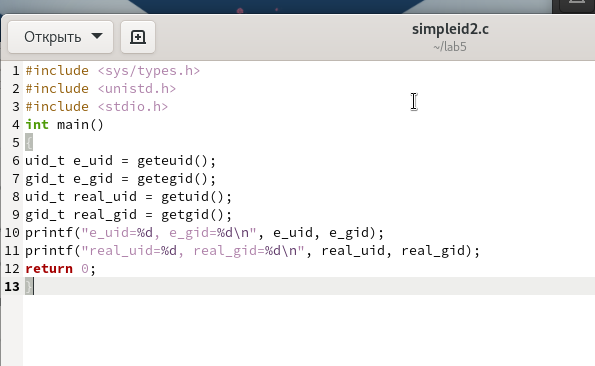 Открыть
simpleid2.c
~/lab5
1 #include <sys/types.h>
2 #include <unistd.h>
3 #include <stdio.h>
4 int main()
5 {
6 uid_t e_uid = geteuid();
7 gid_t e_gid = getegid();
8 uid_t real_uid = getuid();
9 gid_t real_gid = getgid();
10 printf("e_uid=%d, e_gid=%d\n", e_uid, e_gid);
11 printf("real_uid=%d, real_gid=%d\n", real_uid, real_gid);
12 return 0;
13 }